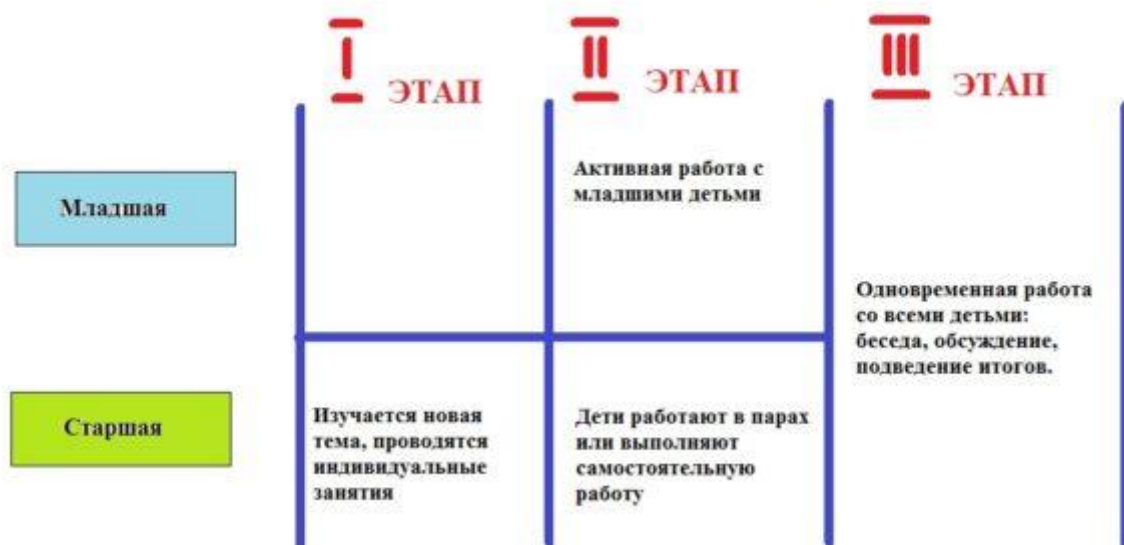 I ЭТАП
II ЭТАП
III ЭТАП
Младшая
Активная работа с
младшими детьми
Одновременная работа
со всеми детьми:
беседа, обсуждение,
подведение итогов.
Старшая
Изучается новая
тема, проводятся
индивидуальные
занятия
Дети работают в парах
или выполняют
самостоятельную
работу